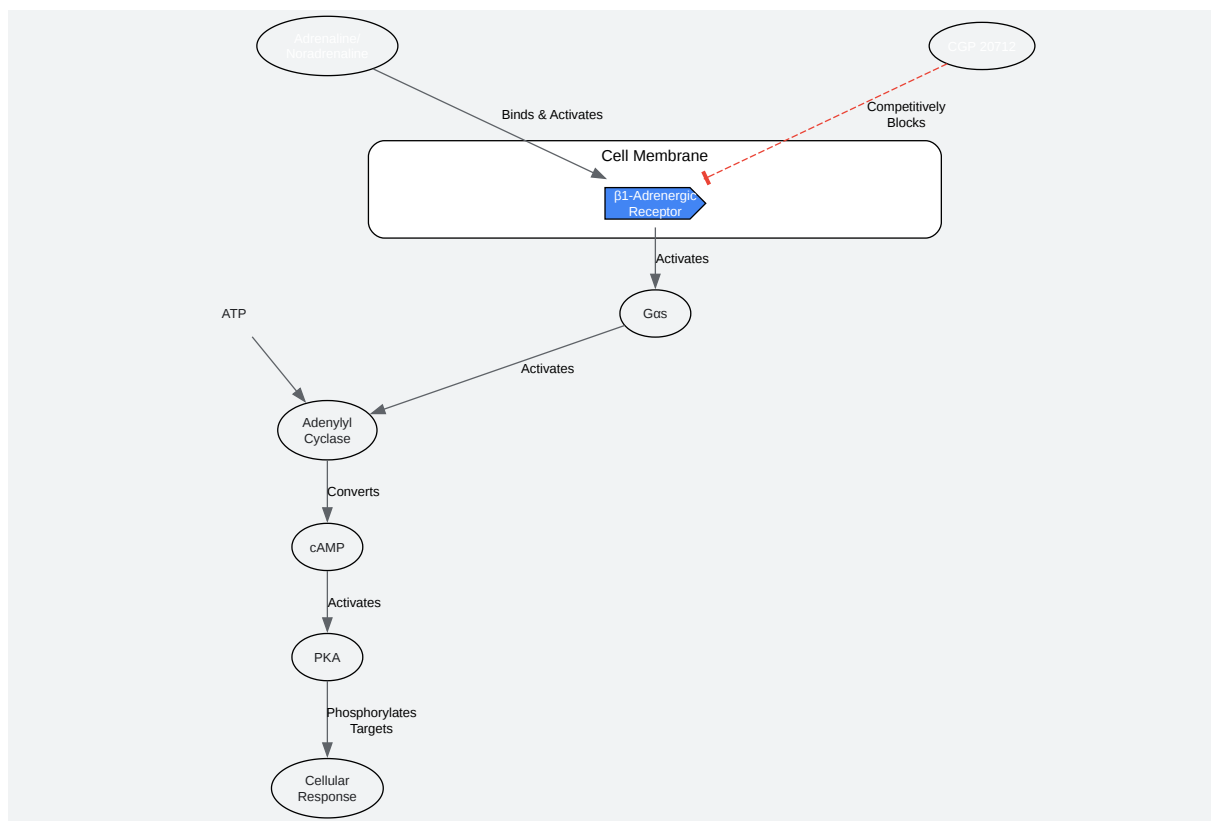 Adrenaline/
Noradrenaline
CGP 20712
Binds & Activates
Competitively
Blocks
Cell Membrane
β1-Adrenergic
Receptor
Activates
ATP
Gαs
Activates
Adenylyl
Cyclase
Converts
cAMP
Activates
PKA
Phosphorylates
Targets
Cellular
Response